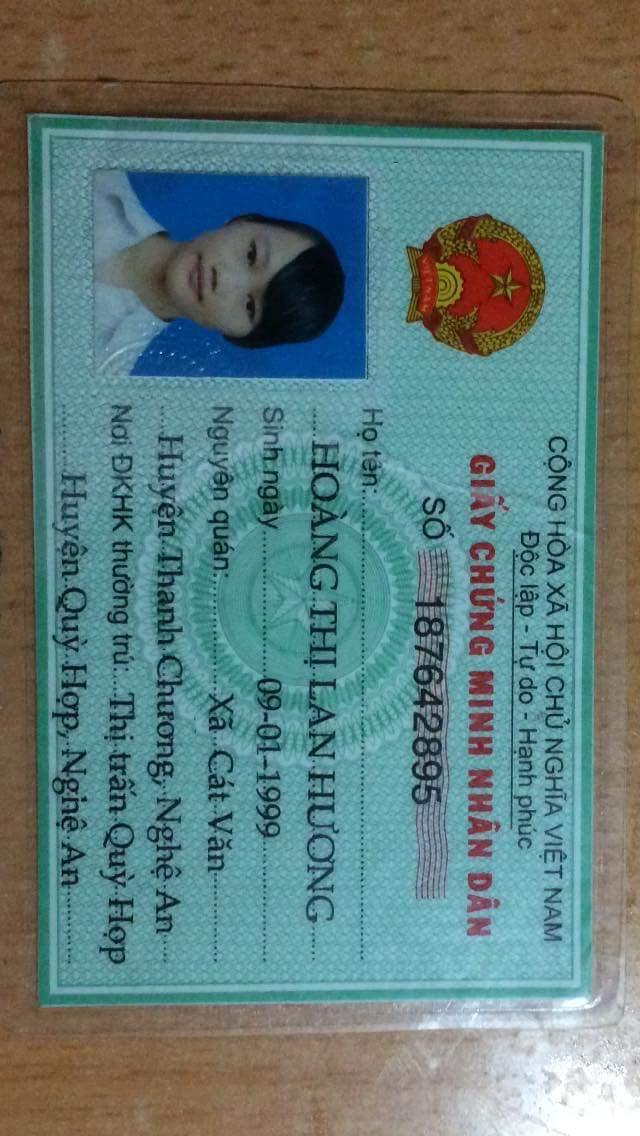 CỘNG HÒA XÃ HỘI CHỦ NGHĨA VIỆT NAM
Độc lập - Tự do - Hạnh phúc
GIẤY CHỨNG MINH NHÂN DÂN
SỐ 187642895
Họ tên:
HOÀNG THỊ LAN HƯƠNG
Sinh ngày 09-01-1999
Nguyên quán: Xã Cát Văn
Huyện Thanh Chương, Nghệ An
Nơi ĐKHK thường trú: Thị trấn Quỳ Hợp
Huyện Quỳ Hợp, Nghệ An
VIỆT NAM